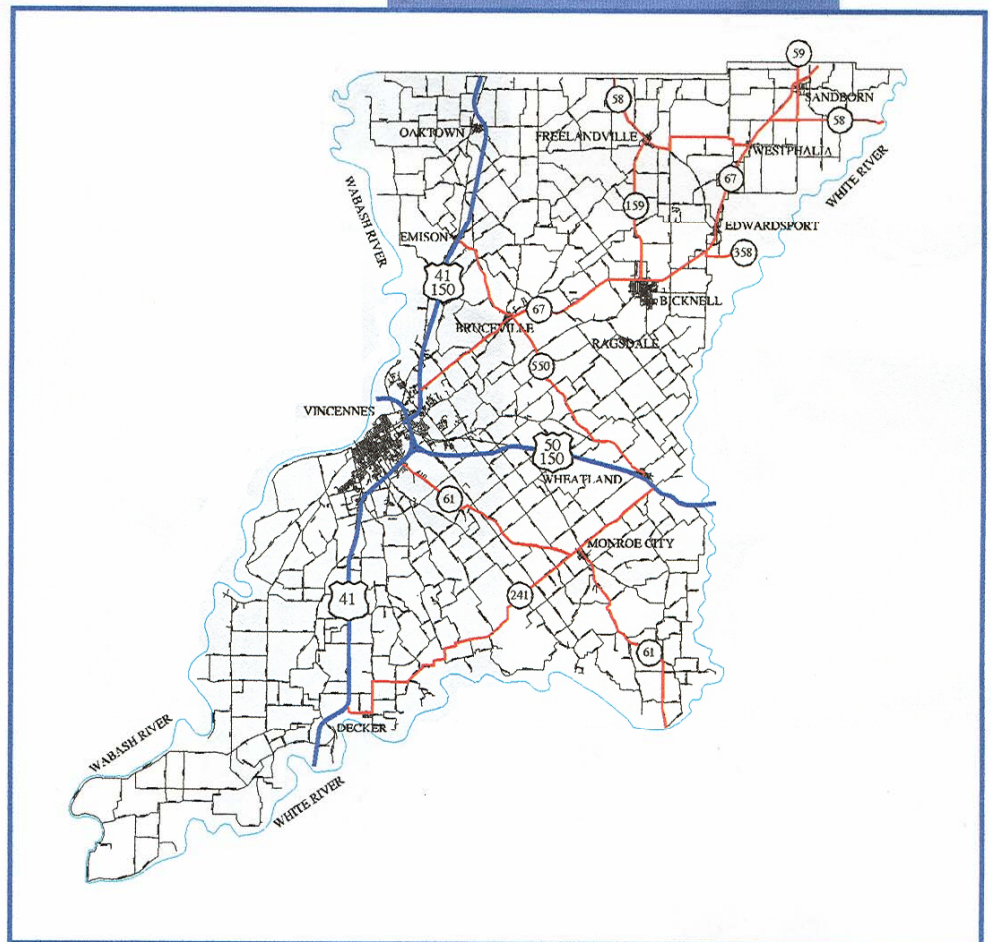 59
SANDBORN
58
58
OAKTOWN
FREELANDVILLE
WESTPHALIA
WHITE RIVER
WABASH RIVER
67
159
EDWARDSPORT
EMISON
358
41
150
BICKNELL
67
BRUCEVILLE
RAGSDALE
550
VINCENNES
50
150
WHEATLAND
61
MONROE CITY
241
41
61
DECKER
WABASH RIVER
WHITE RIVER